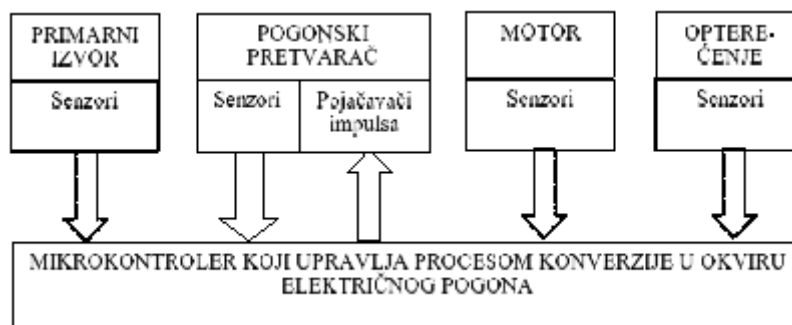 PRIMARNI
IZVOR
Senzori
POGONSKI
PRETVARAČ
Senzori
Pojačavači
impulsa
MOTOR
Senzori
OPTERE-
ĆENJE
Senzori
MIKROKONTROLER KOJI UPRAVLJA PROCESOM KONVERZIJE U OKVIRU
ELEKTRIČNOG POGONA